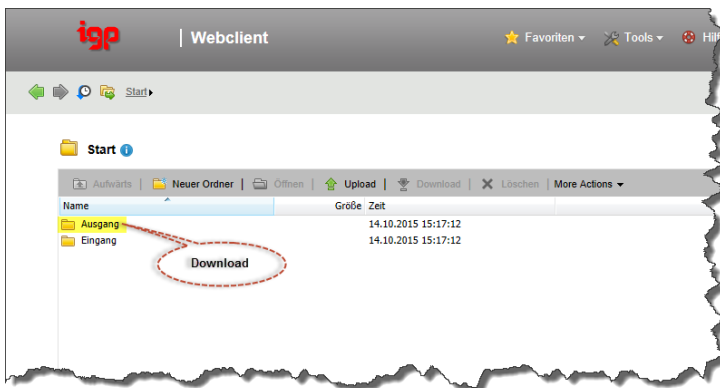 igp | Webclient Favoriten Tools Hilf
Start
Start
Aufwärts | Neuer Ordner | Öffnen | Upload | Download | Löschen | More Actions
Name Größe Zeit
Ausgang 14.10.2015 15:17:12
Eingang 14.10.2015 15:17:12
Download